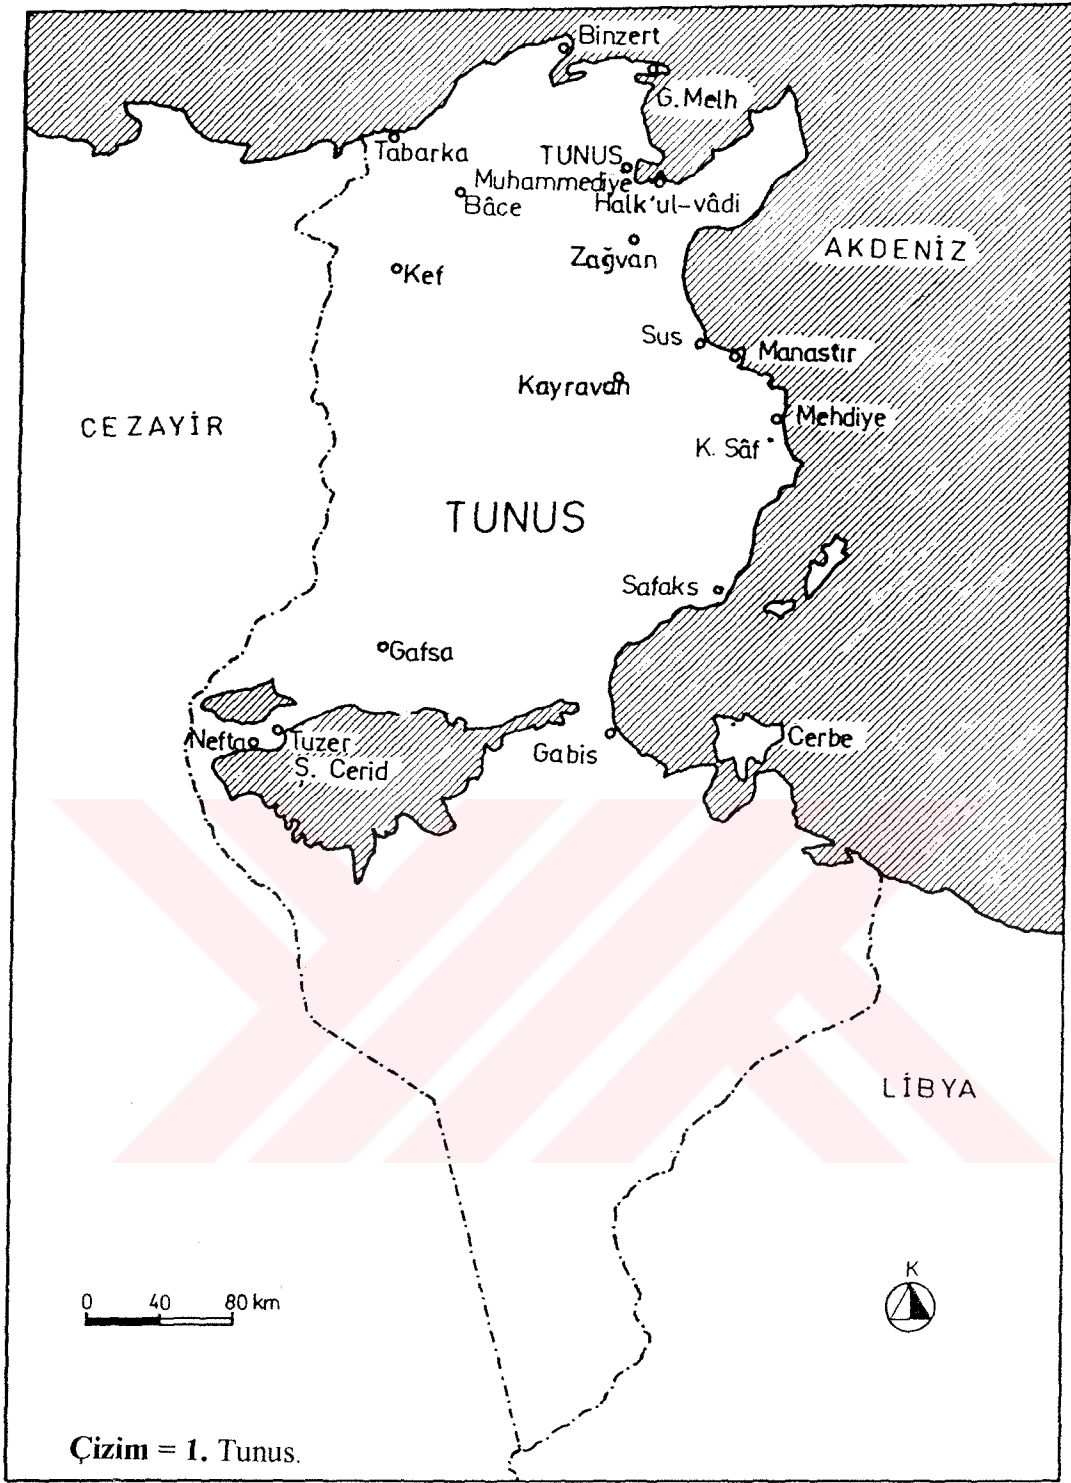 Binzert
G. Melh
Tabarka
TUNUS
Muhammediye
Bâce
Halk'ul-vâdi
AKDENİZ
Zağvan
Kef
Sus
Manastır
Kayravan
CEZAYİR
Mehdiye
K. Sâf
TUNUS
Safaks
Gafsa
Nefta
Tuzer
Gabis
Cerbe
Ş. Cerid
LİBYA
K
0 40 80 km
Çizim = 1. Tunus.